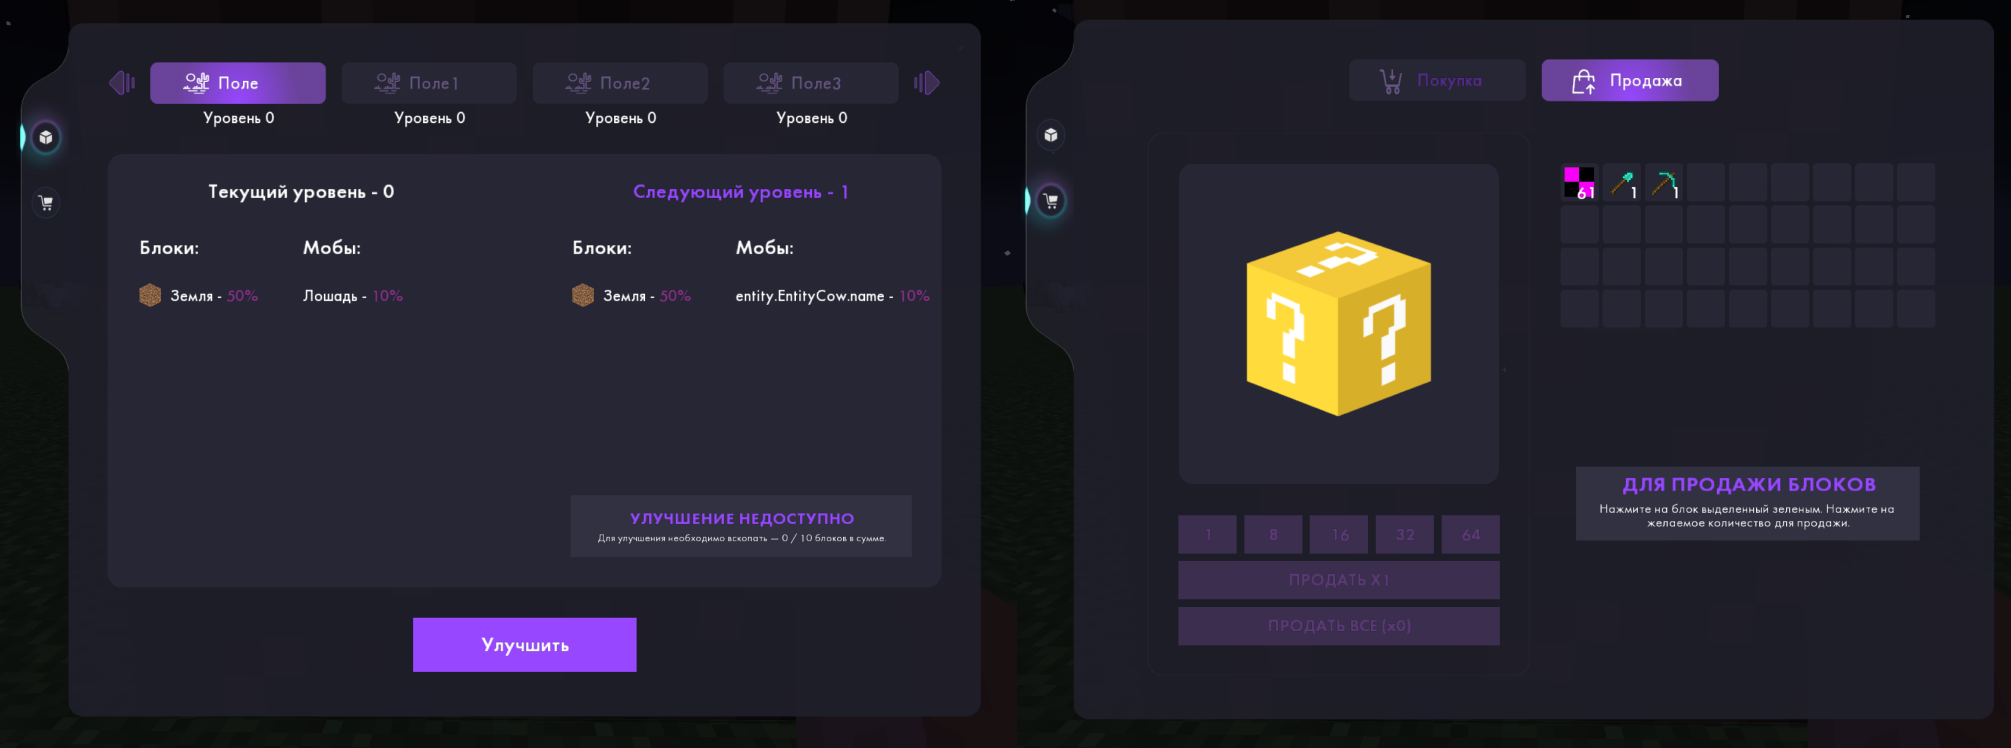 Поле
Поле1
Поле2
Поле3
Уровень 0
Уровень 0
Уровень 0
Уровень 0
Текущий уровень - 0
Следующий уровень - 1
Блоки:
Мобы:
Блоки:
Мобы:
Земля - 50%
Лошадь - 10%
Земля - 50%
entity.EntityCow.name - 10%
УЛУЧШЕНИЕ НЕДОСТУПНО
Для улучшения необходимо вскопать — 0 / 10 блоков в сумме.
Улучшить
Покупка
Продажа
61
1
1
? ? ?
1
8
16
32
64
ПРОДАТЬ X1
ПРОДАТЬ ВСЕ (x0)
ДЛЯ ПРОДАЖИ БЛОКОВ
Нажмите на блок выделенный зеленым. Нажмите на
желаемое количество для продажи.